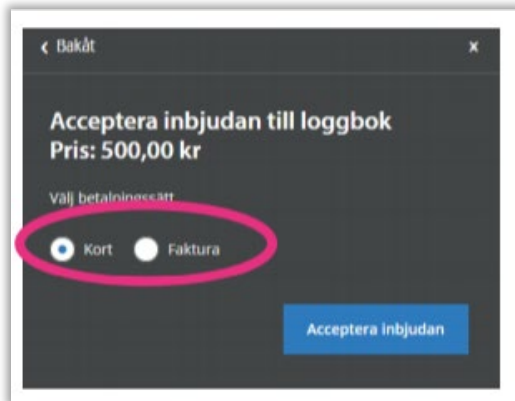 Bakåt x
Acceptera inbjudan till loggbok
Pris: 500,00 kr
Välj betalningssätt
Kort Faktura
Acceptera inbjudan